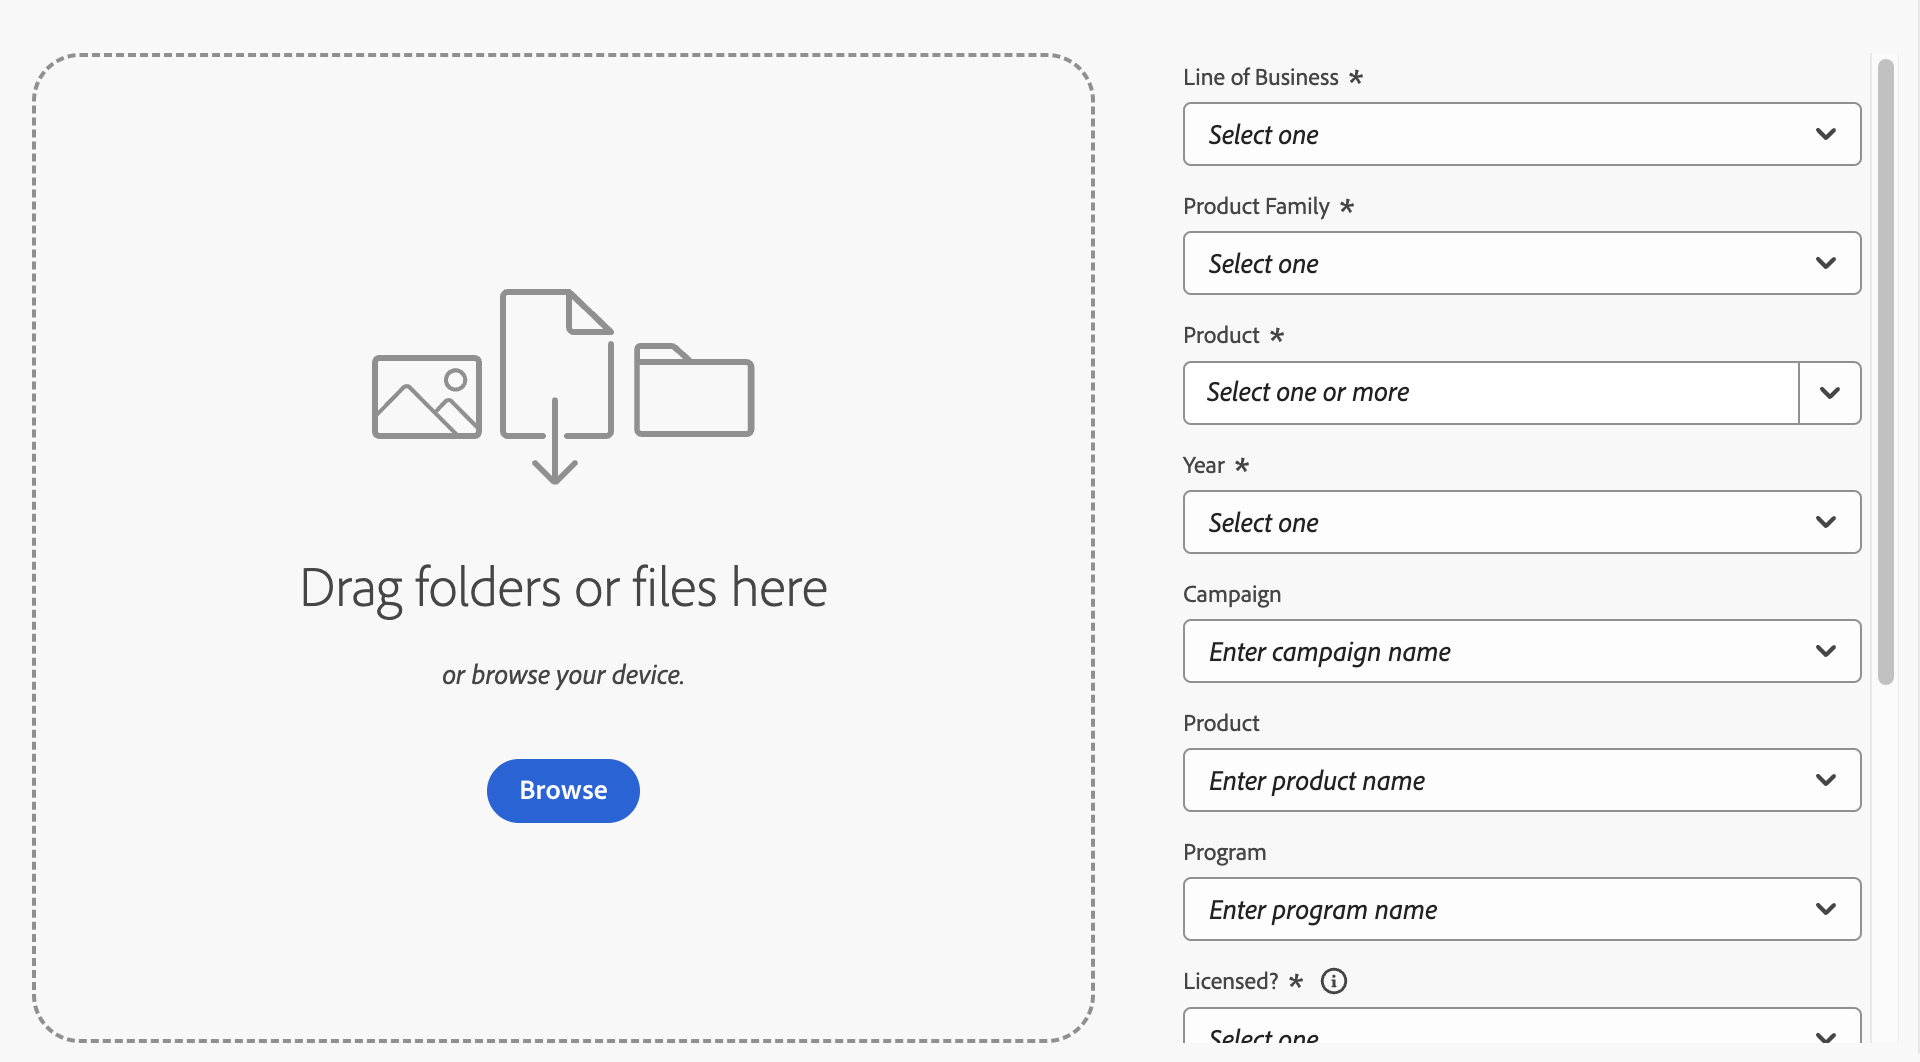 Drag folders or files here
or browse your device.
Browse
Line of Business *
Select one
Product Family *
Select one
Product *
Select one or more
Year *
Select one
Campaign
Enter campaign name
Product
Enter product name
Program
Enter program name
Licensed? *
Select one